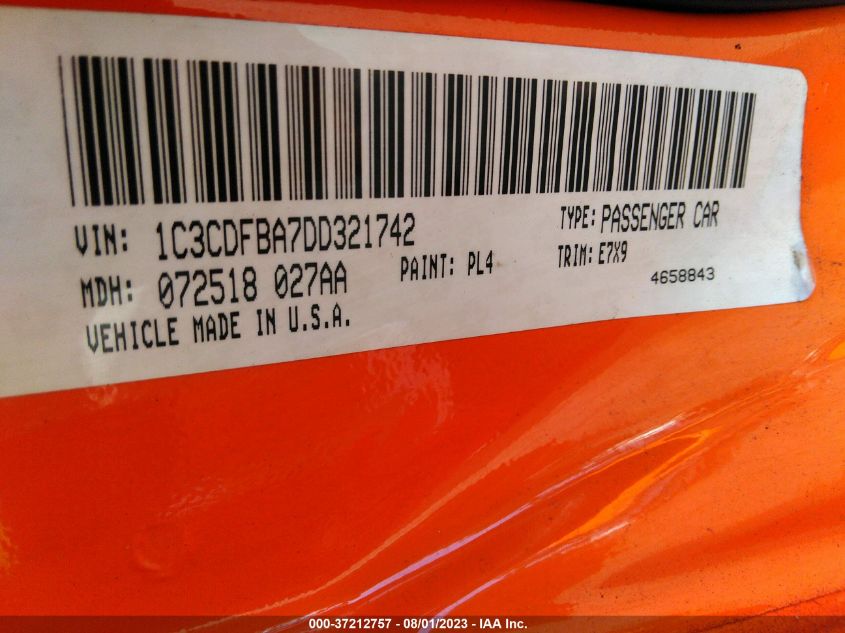 VIN: 1C3CDFBA7DD321742 TYPE: PASSENGER CAR
MDH: 072518 027AA PAINT: PL4 TRIM: E7X9
VEHICLE MADE IN U.S.A. 4658843
000-37212757 - 08/01/2023 - IAA Inc.